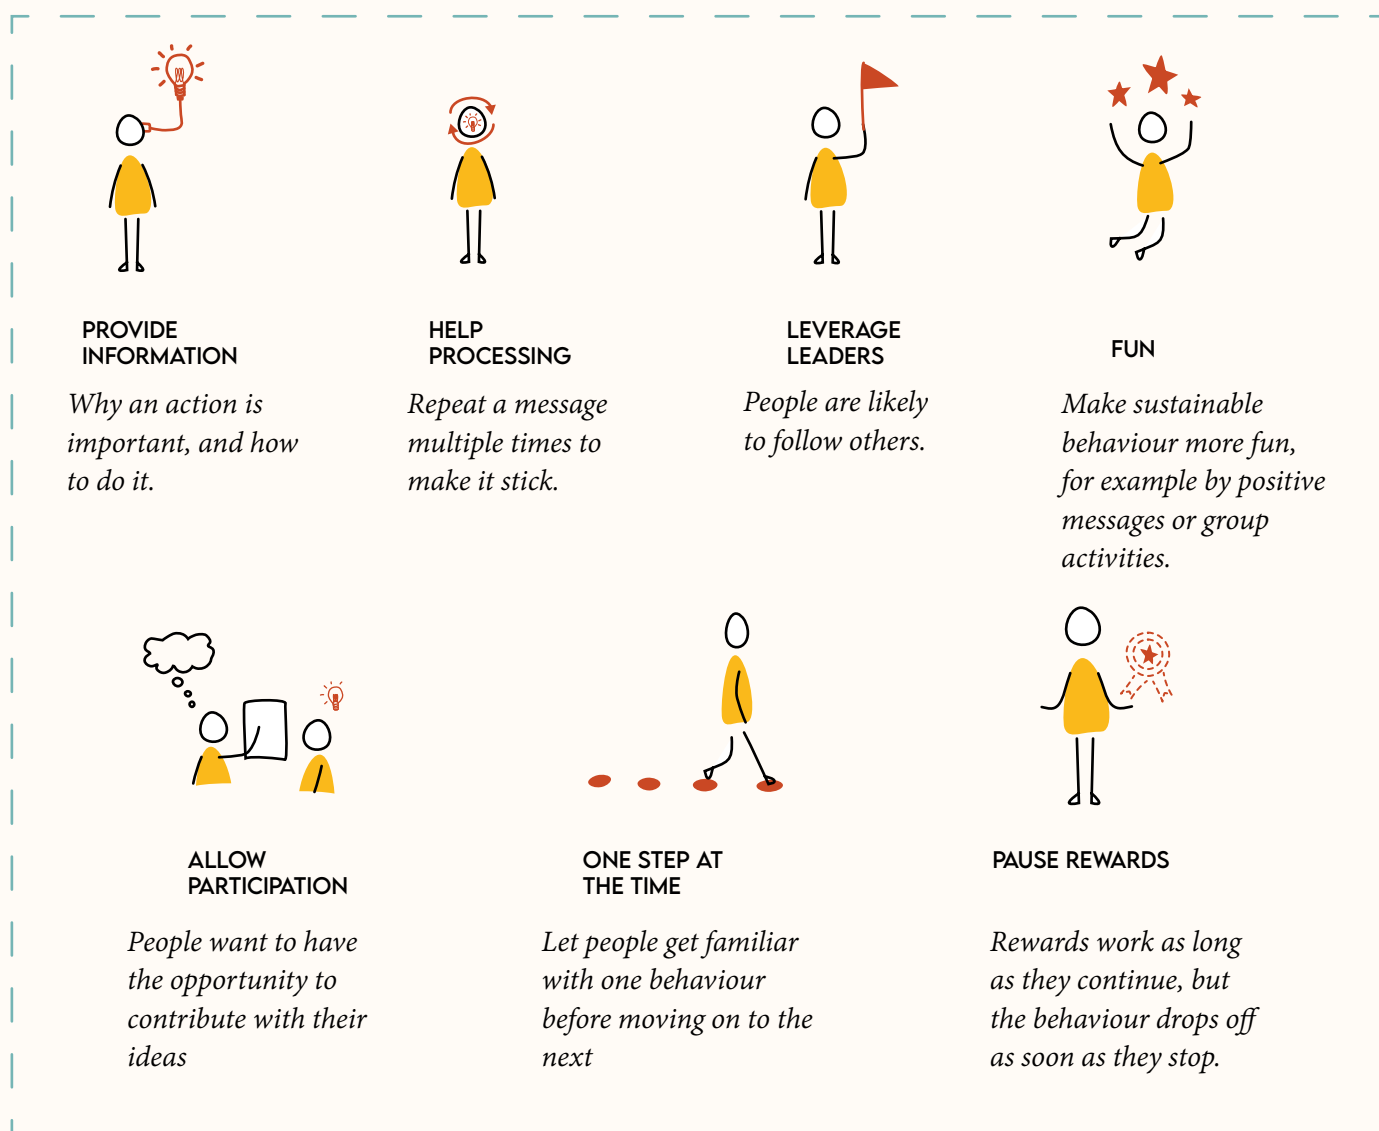 PROVIDE
INFORMATION
Why an action is
important, and how
to do it.
HELP
PROCESSING
Repeat a message
multiple times to
make it stick.
LEVERAGE
LEADERS
People are likely
to follow others.
FUN
Make sustainable
behaviour more fun,
for example by positive
messages or group
activities.
ALLOW
PARTICIPATION
People want to have
the opportunity to
contribute with their
ideas
ONE STEP AT
THE TIME
Let people get familiar
with one behaviour
before moving on to the
next
PAUSE REWARDS
Rewards work as long
as they continue, but
the behaviour drops off
as soon as they stop.